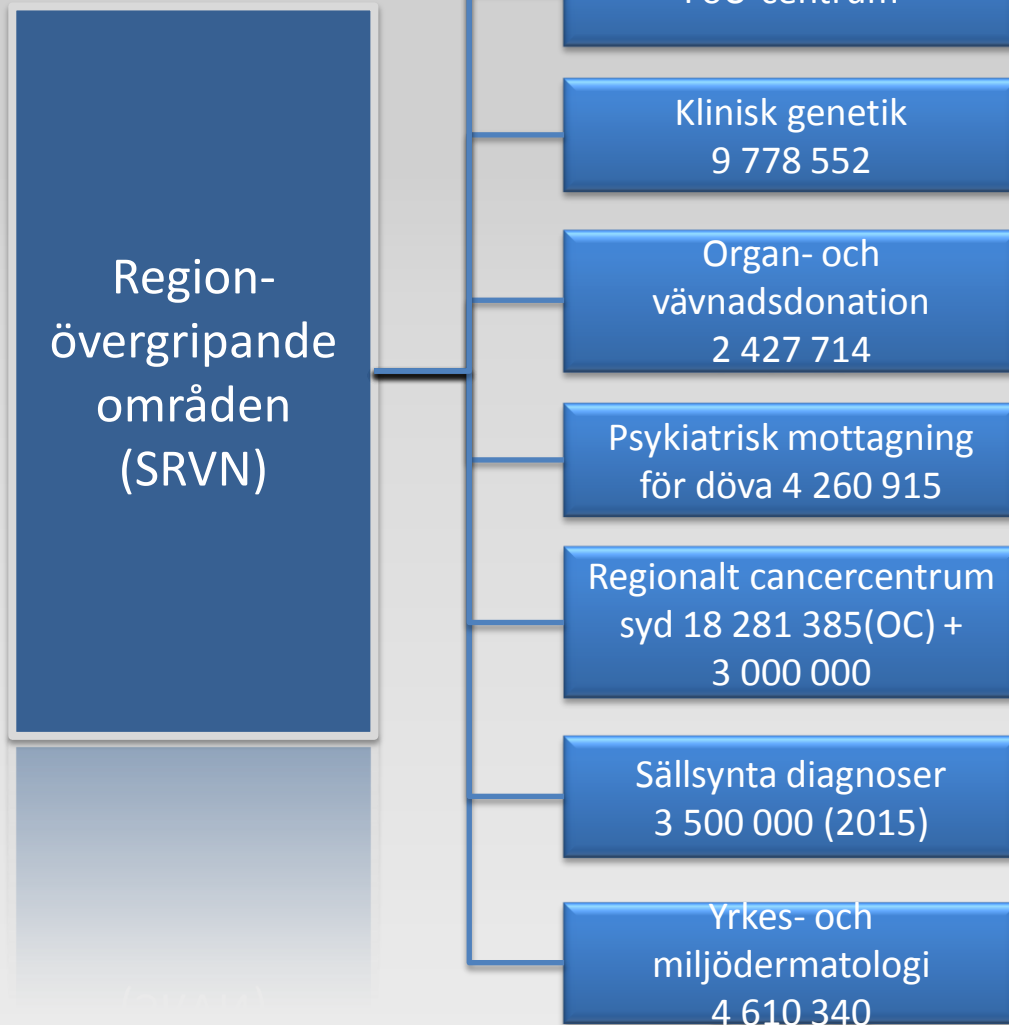 Region-
övergripande
områden
(SRVN)
centrum
Klinisk genetik
9 778 552
Organ- och
vävnadsdonation
2 427 714
Psykiatrisk mottagning
för döva 4 260 915
Regionalt cancercentrum
syd 18 281 385(OC) +
3 000 000
Sällsynta diagnoser
3 500 000 (2015)
Yrkes- och
miljödermatologi
4 610 340